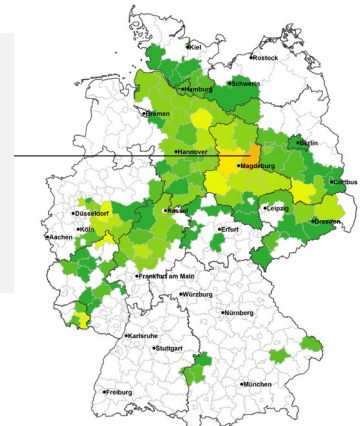 Kiel
Rostock
Schwerin
Hamburg
Bremen
Berlin
Hannover
Magdeburg
Cottbus
Düsseldorf
Kassel
Leipzig
Dresden
Köln
Aachen
Erfurt
Frankfurt am Main
Würzburg
Nürnberg
Karlsruhe
Stuttgart
München
Freiburg